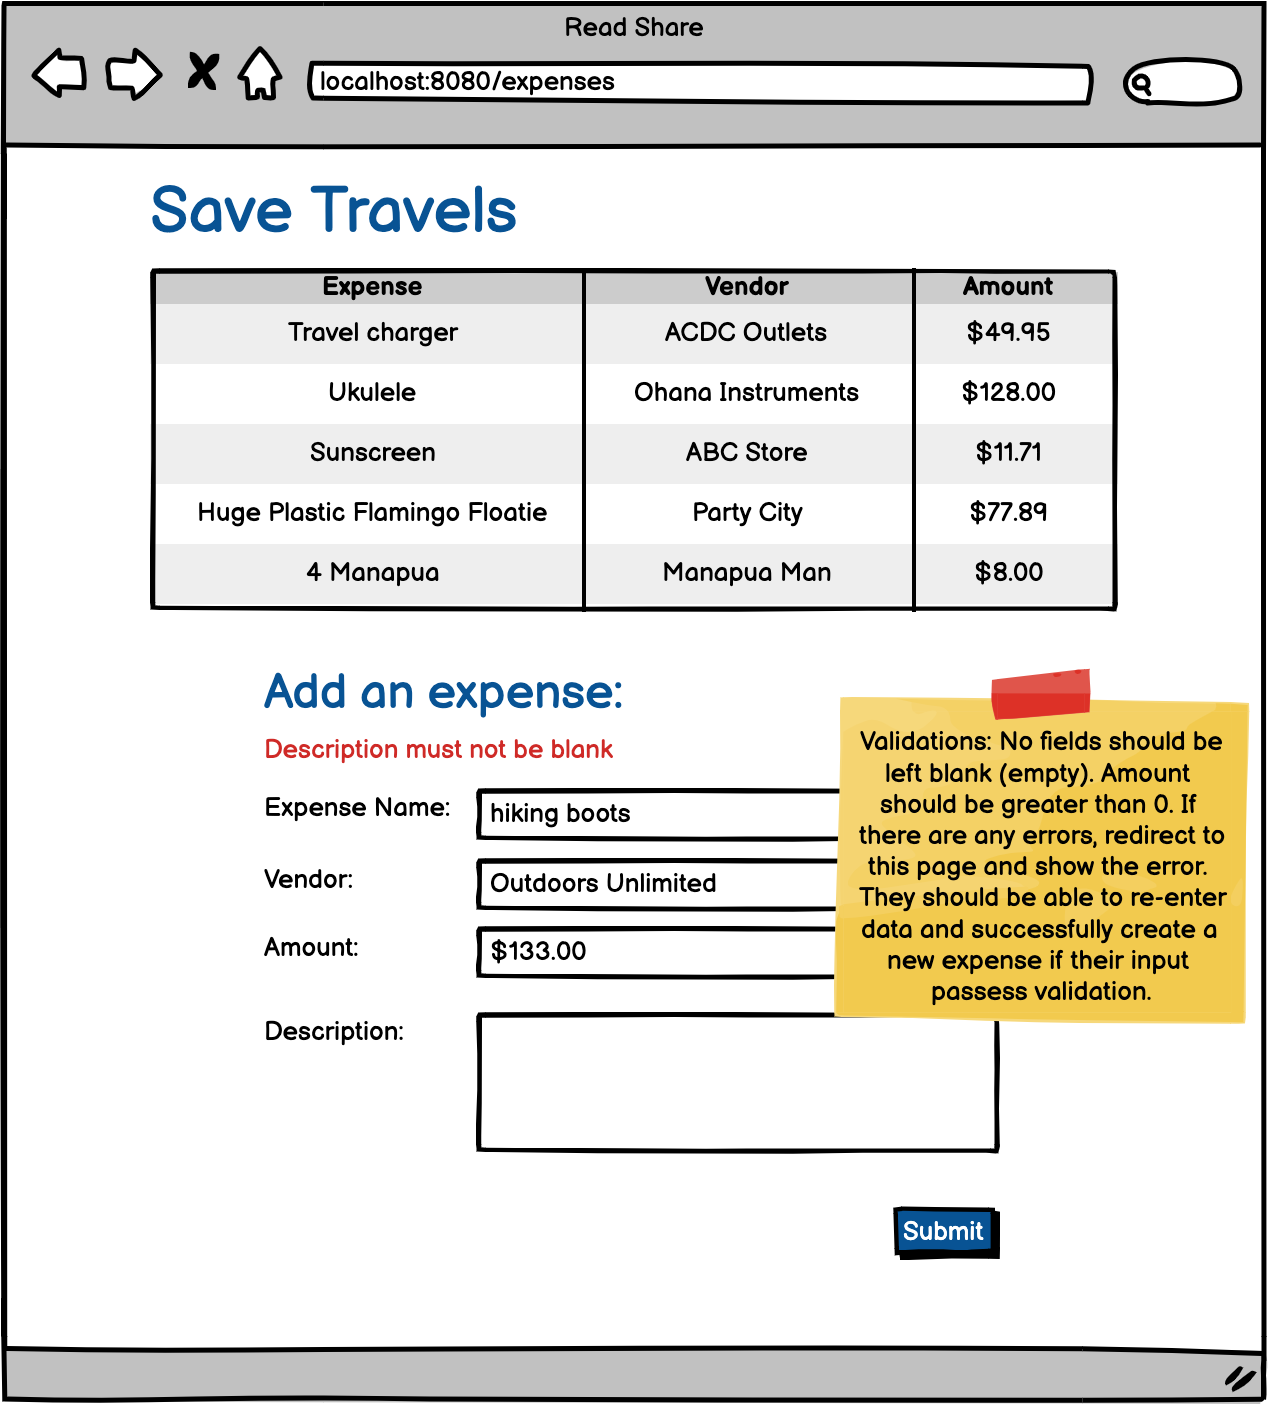 Read Share
localhost:8080/expenses
Save Travels
Expense Vendor Amount
Travel charger ACDC Outlets $49.95
Ukulele Ohana Instruments $128.00
Sunscreen ABC Store $11.71
Huge Plastic Flamingo Floatie Party City $77.89
4 Manapua Manapua Man $8.00
Add an expense:
Description must not be blank
Expense Name: hiking boots
Vendor: Outdoors Unlimited
Amount: $133.00
Description:
Validations: No fields should be
left blank (empty). Amount
should be greater than 0. If
there are any errors, redirect to
this page and show the error.
They should be able to re-enter
data and successfully create a
new expense if their input
passess validation.
Submit